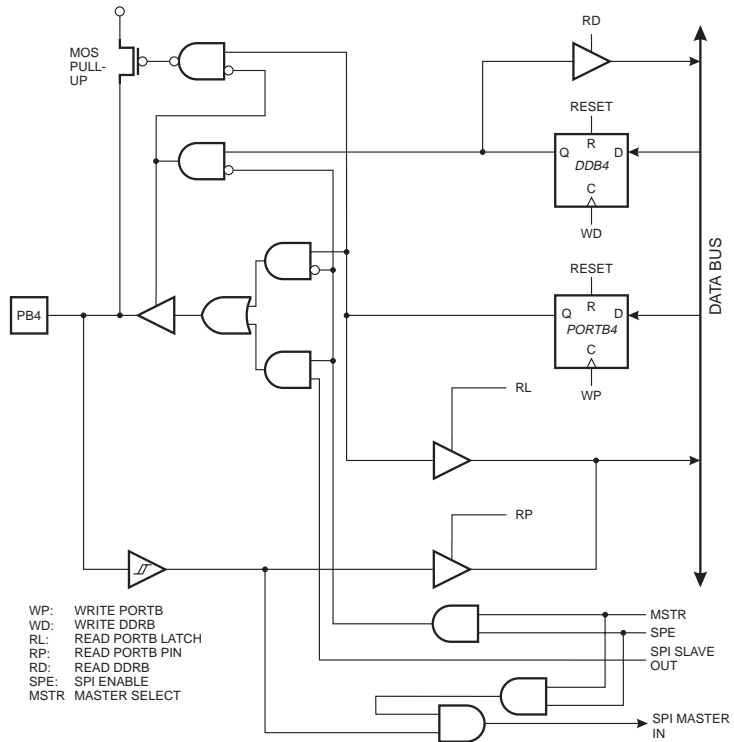 RD
MOS
PULL-
UP
RESET
R
Q
D
DDB4
C
WD
DATA BUS
RESET
R
PB4
Q
D
PORTB4
C
WP
RL
RP
WP: WRITE PORTB
WD: WRITE DDRB
RL: READ PORTB LATCH
RP: READ PORTB PIN
RD: READ DDRB
SPE: SPI ENABLE
MSTR MASTER SELECT
MSTR
SPE
SPI SLAVE
OUT
SPI MASTER
IN